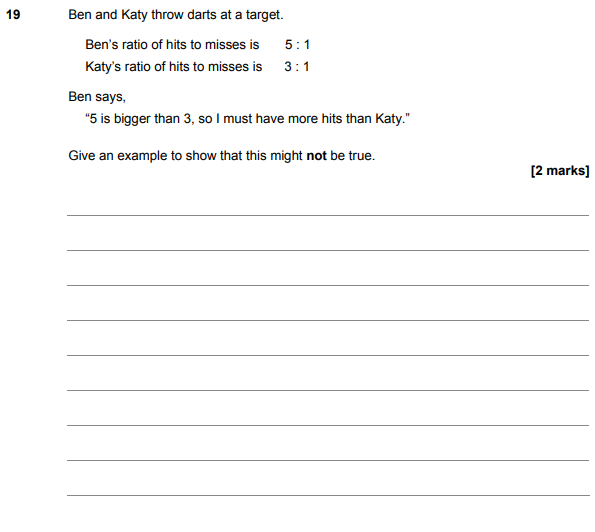 19 Ben and Katy throw darts at a target.
Ben’s ratio of hits to misses is 5 : 1
Katy’s ratio of hits to misses is 3 : 1
Ben says,
“5 is bigger than 3, so I must have more hits than Katy.”
Give an example to show that this might not be true.
[2 marks]